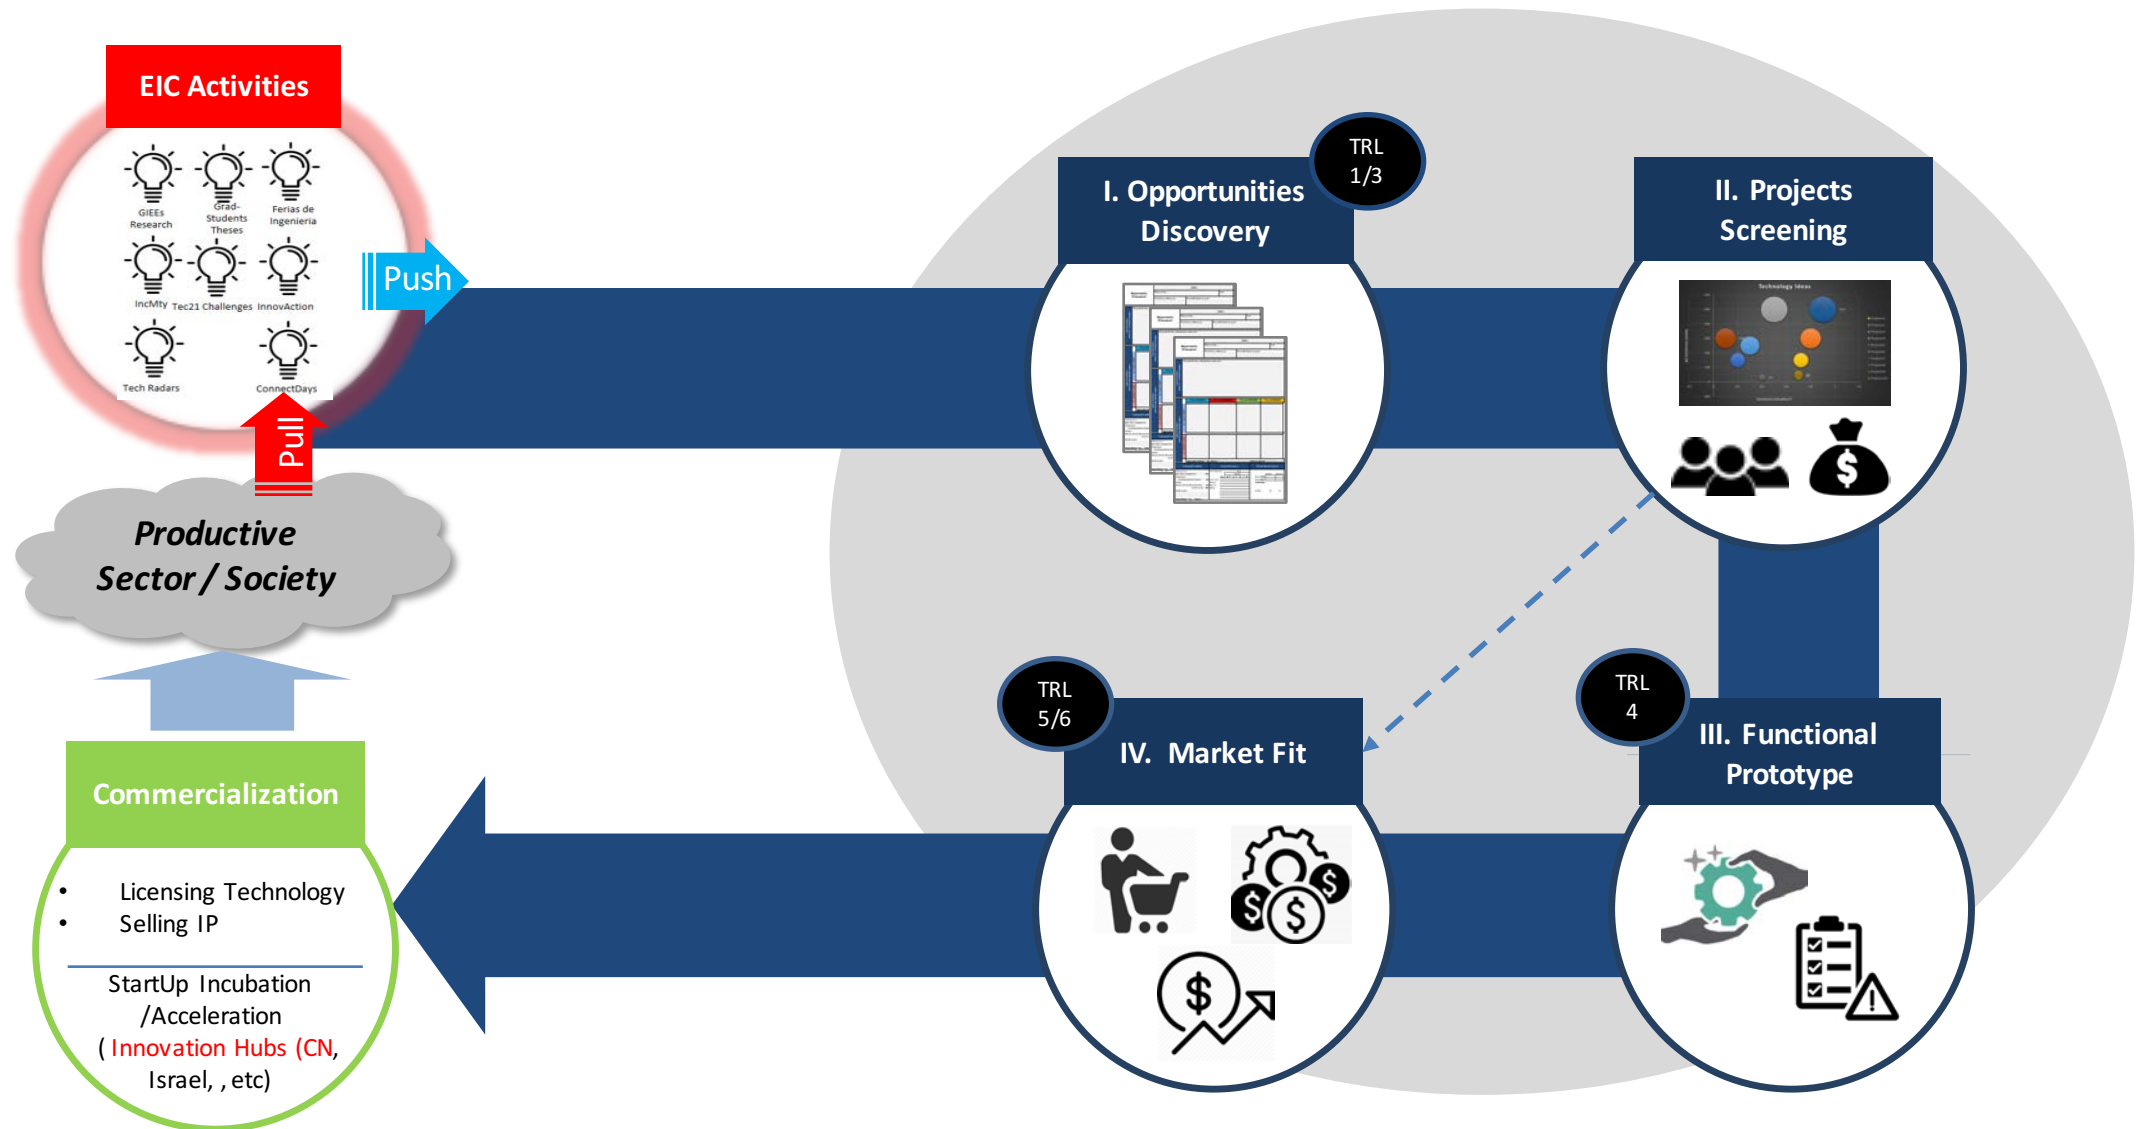 EIC Activities
GIEEs
Research
Grad-
Students
Theses
Ferias de
Ingenieria
IncMty
Tec21 Challenges
InnovAction
Tech Radars
ConnectDays
Push
Pull
Productive
Sector / Society
I. Opportunities
Discovery
TRL
1/3
II. Projects
Screening
Technology Ideas
TRL
4
III. Functional
Prototype
TRL
5/6
IV. Market Fit
Commercialization
• Licensing Technology
• Selling IP
StartUp Incubation
/Acceleration
( Innovation Hubs (CN,
Israel, , etc)